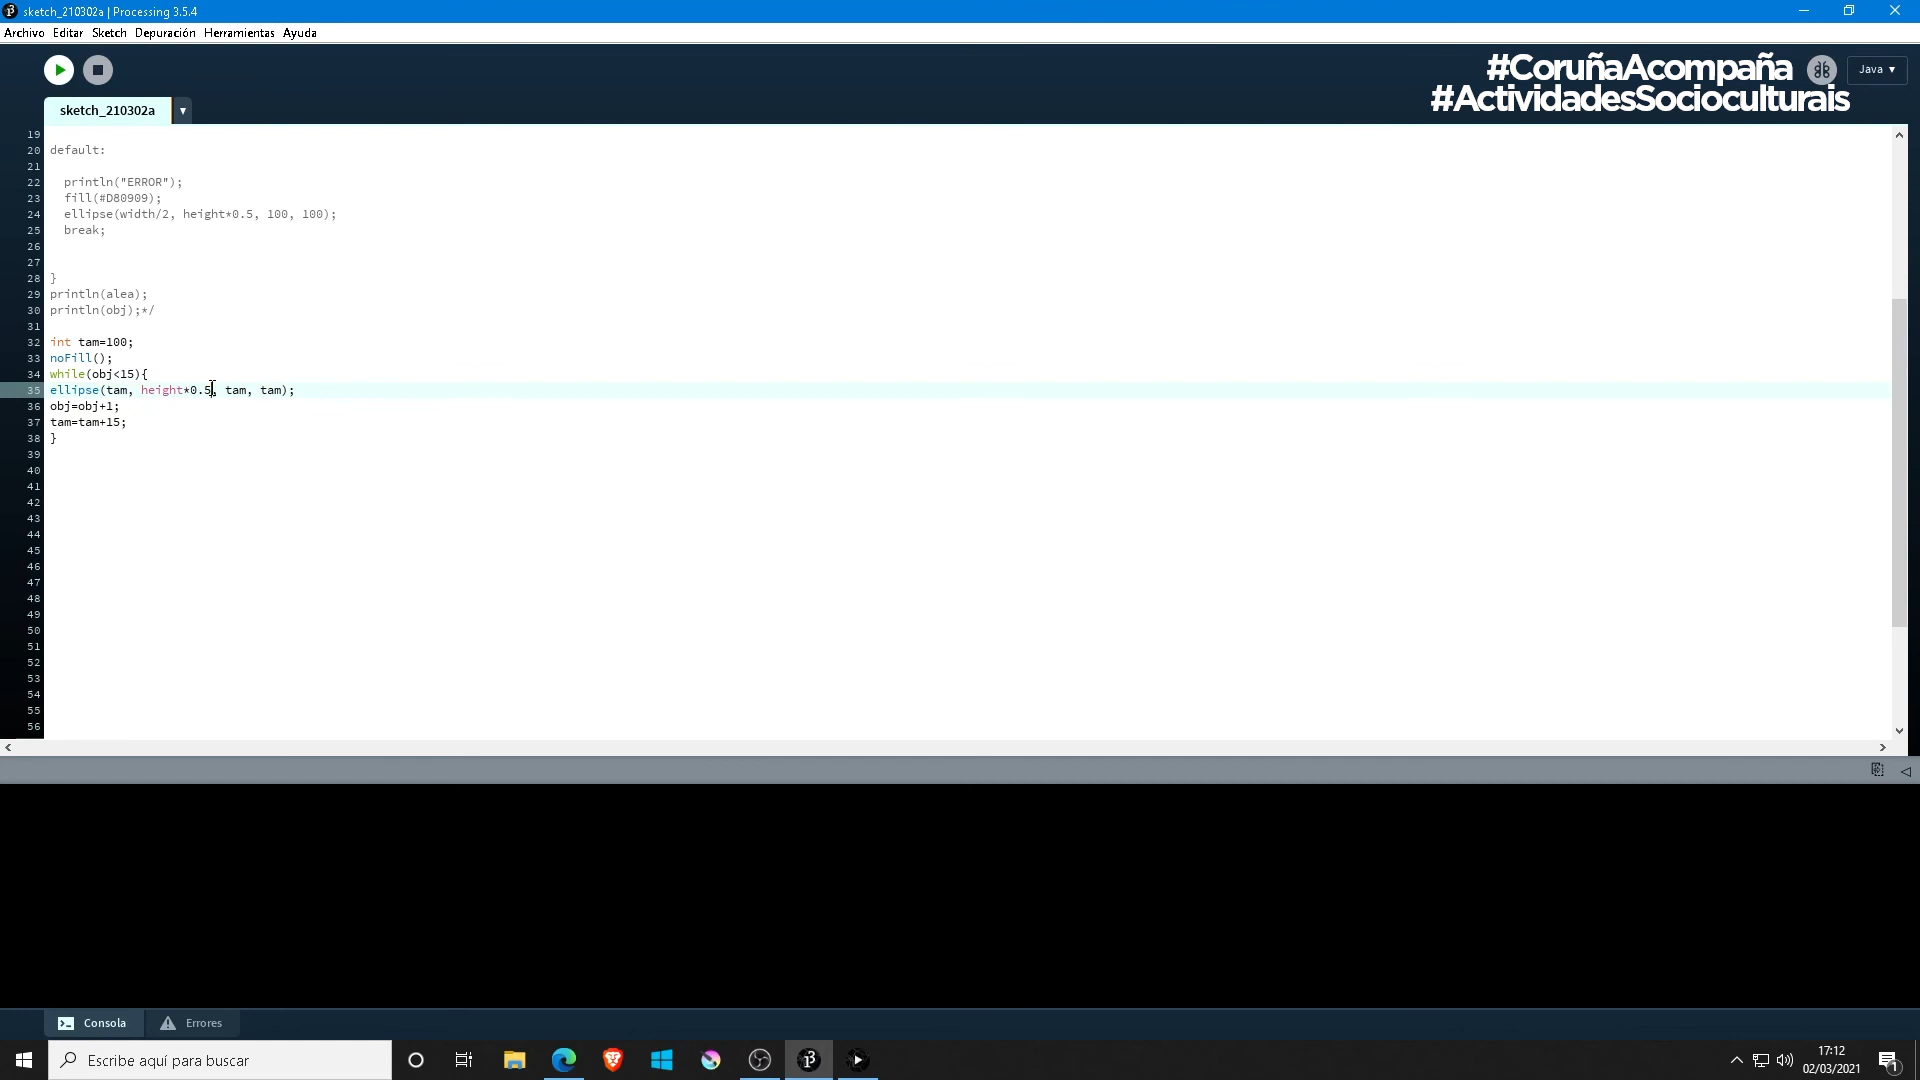 sketch_210302a | Processing 3.5.4
Archivo Editar Sketch Depuración Herramientas Ayuda
#CoruñaAcompaña
#ActividadesSocioculturais
Java ▾
sketch_210302a ▾
19
20 default:
21
22 println("ERROR");
23 fill(#D80909);
24 ellipse(width/2, height*0.5, 100, 100);
25 break;
26
27
28 }
29 println(alea);
30 println(obj);*/
31
32 int tam=100;
33 noFill();
34 while(obj<15){
35 ellipse(tam, height*0.5, tam, tam);
36 obj=obj+1;
37 tam=tam+15;
38 }
39
40
41
42
43
44
45
46
47
48
49
50
51
52
53
54
55
56
Consola Errores
Escribe aquí para buscar
17:12
02/03/2021
1